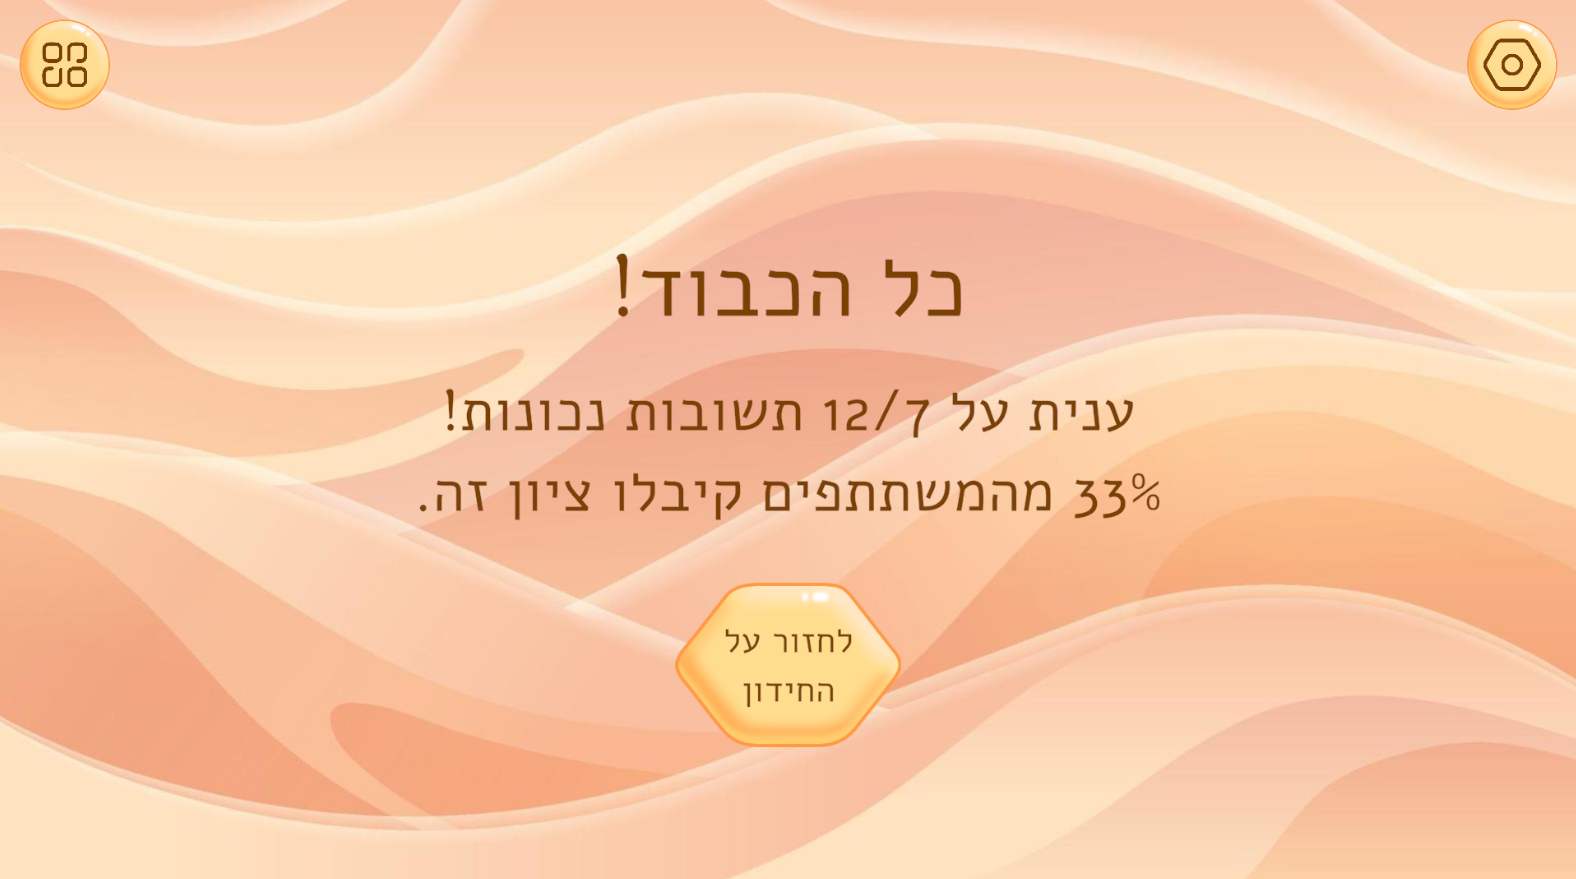 כל הכבוד!
ענית על 12/7 תשובות נכונות!
33% מהמשתתפים קיבלו ציון זה.
לחזור על
החידון